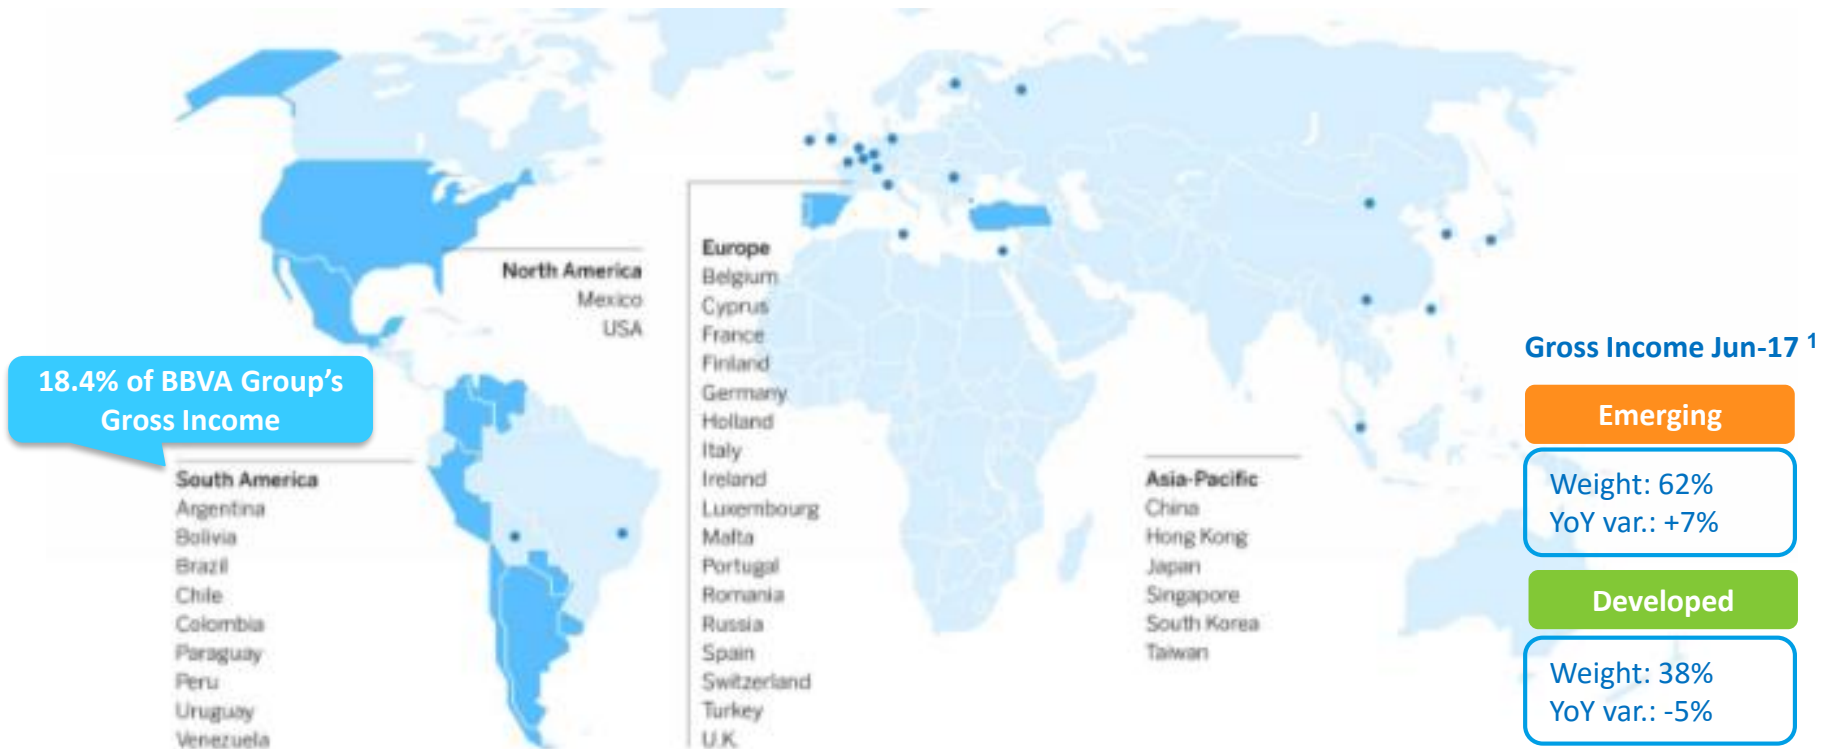 North America
Mexico
USA
18.4% of BBVA Group's
Gross Income
South America
Argentina
Bolivia
Brazil
Chile
Colombia
Paraguay
Peru
Uruguay
Venezuela
Europe
Belgium
Cyprus
France
Finland
Germany
Holland
Italy
Ireland
Luxembourg
Malta
Portugal
Romania
Russia
Spain
Switzerland
Turkey
U.K.
Asia-Pacific
China
Hong Kong
Japan
Singapore
South Korea
Taiwan
Gross Income Jun-17 1
Emerging
Weight: 62%
YoY var.: +7%
Developed
Weight: 38%
YoY var.: -5%